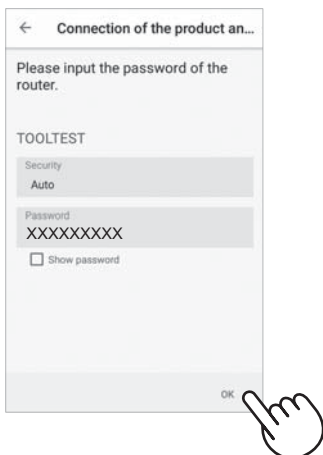 ← Connection of the product an...
Please input the password of the
router.
TOOLTEST
Security
Auto
Password
XXXXXXXXX
Show password
OK